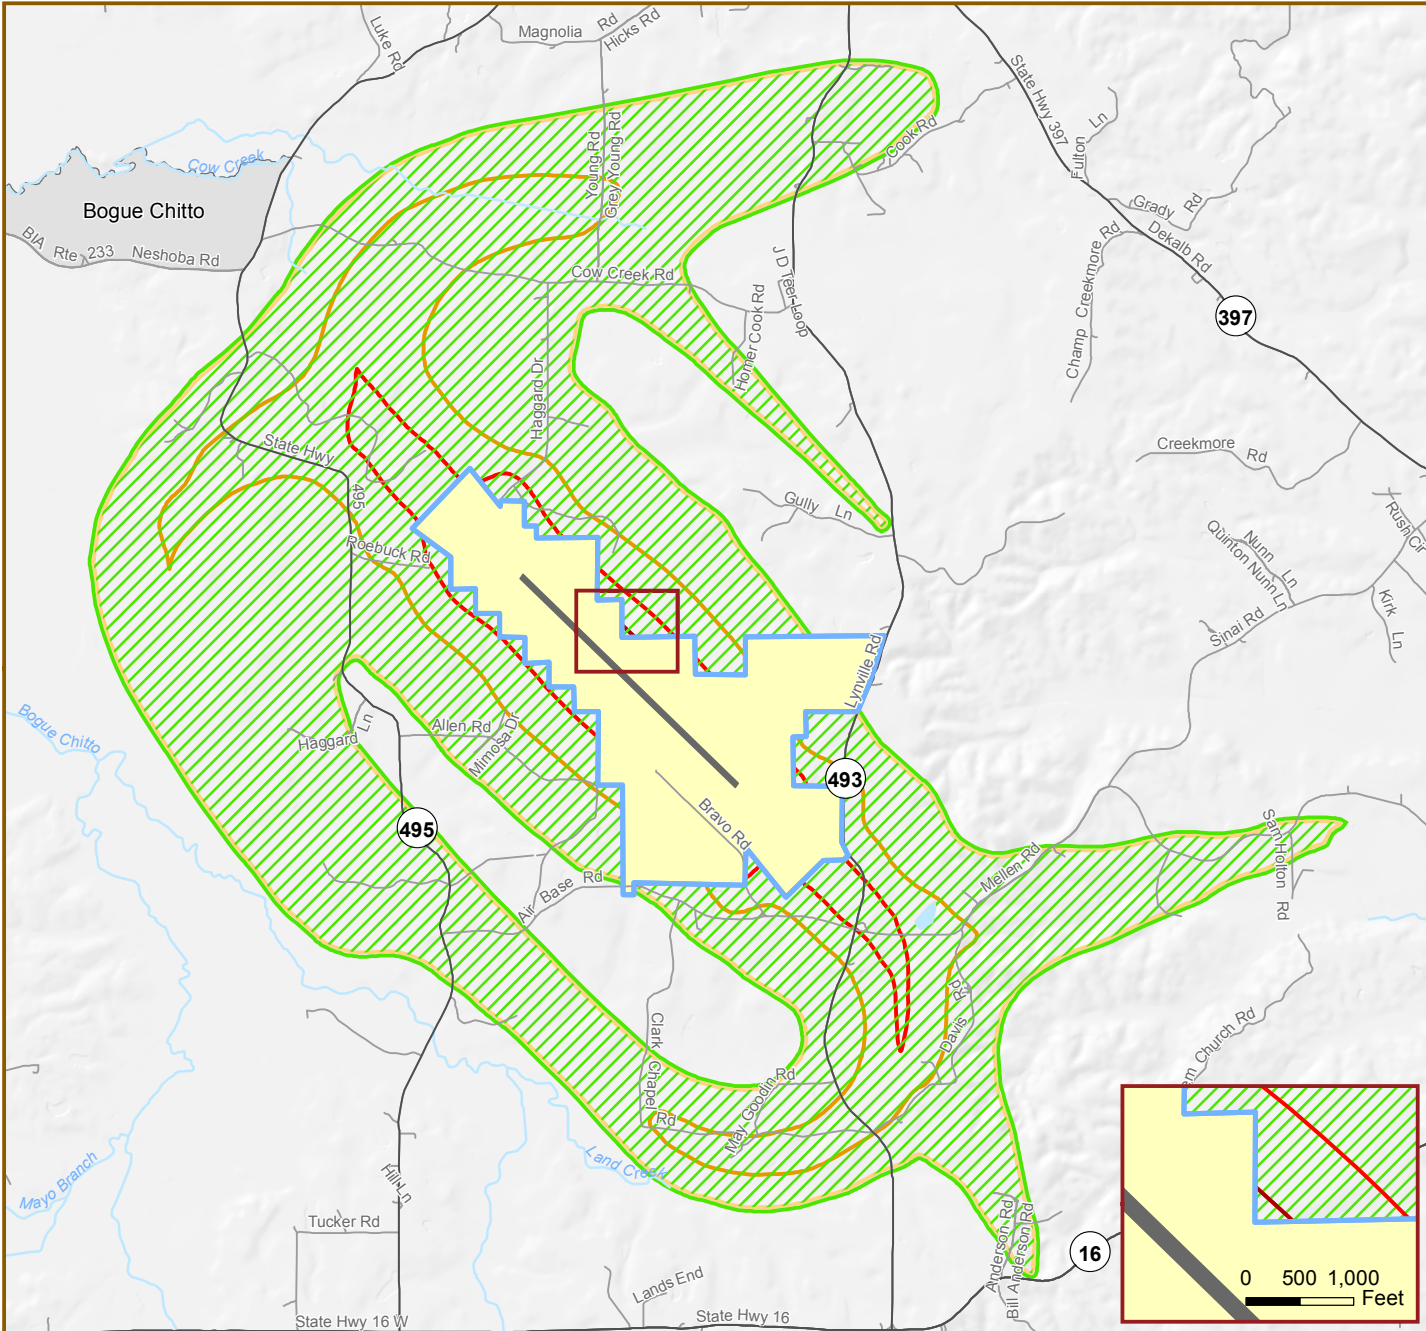 Magnolia Rd
Hicks Rd
Luke Rd
State Hwy 397
Fulton Ln
Cook Rd
Young Rd
Grey Young Rd
Cow Creek
Bogue Chitto
BIA Rte 233 Neshoba Rd
Grady Rd
Dekalb Rd
Champ Creekmore Rd
Cow Creek Rd
J D Teer Loop
Homer Cook Rd
397
Haggard Dr
State Hwy 495
Creekmore Rd
Gully Ln
Rush Cir
Nunn Ln
Quinton Nunn Ln
Kirk Ln
Sinai Rd
Roebuck Rd
Lynville Rd
Bogue Chitto
Haggard Ln
Allen Rd
Mimosa Dr
493
495
Bravo Rd
Mellen Rd
Sam Holton Rd
Air Base Rd
Davis Rd
Clark Chapel Rd
May Goodin Rd
em Church Rd
Land Creek
Mayo Branch
Hill Ln
Tucker Rd
Anderson Rd
Bill Anderson Rd
16
Lands End
State Hwy 16
State Hwy 16 W
0 500 1,000
Feet